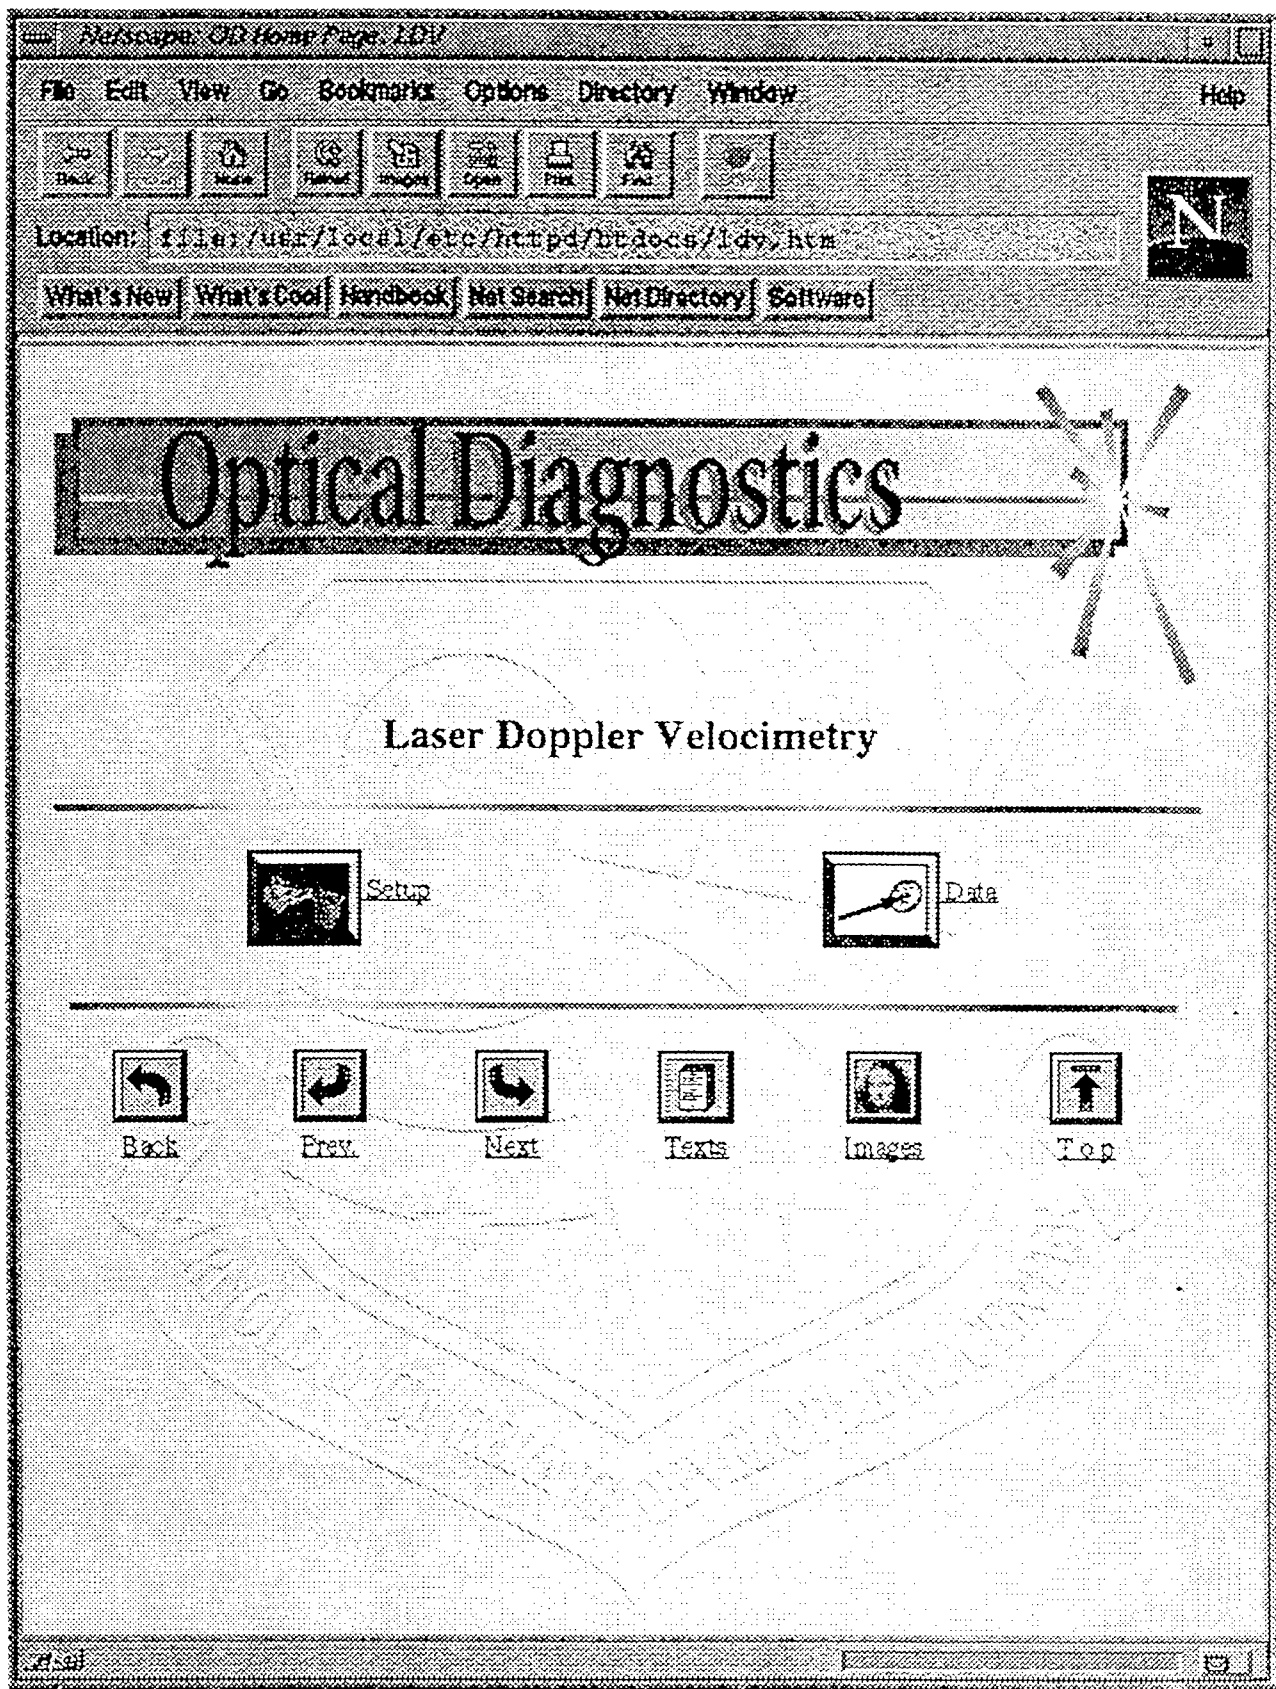 Netscape: OD Home Page, LDV
File Edit View Go Bookmarks Options Directory Window Help
Back Home Reload Images Open Print Find
N
Location: file:/usr/local/etc/httpd/htdocs/ldv.htm
What's New! What's Cool! Handbook Net Search Net Directory Software
Optical Diagnostics
Laser Doppler Velocimetry
Setup Data
Back Prev. Next Texts Images Top